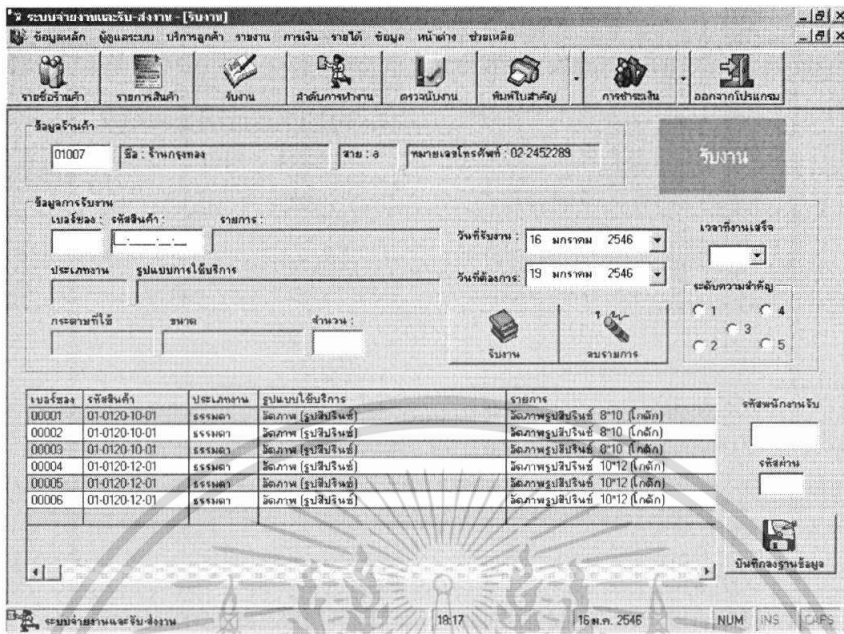 ระบบจ่ายงานและรับ-ส่งงาน - [รับงาน]
ข้อมูลหลัก ผู้ดูแลระบบ บริการลูกค้า รายงาน การเงิน รายได้ ข้อมูล หน้าต่าง ช่วยเหลือ
รายชื่อร้านค้า รายการสินค้า รับงาน ลำดับการทำงาน ตรวจนับงาน พิมพ์ใบสำคัญ การชำระเงิน ออกจากโปรแกรม
ข้อมูลร้านค้า
01007 ชื่อ : ร้านกรุงทอง สาย : a หมายเลขโทรศัพท์ : 02-2452289
รับงาน
ข้อมูลการรับงาน
เบอร์ซอง : รหัสสินค้า : รายการ :
วันที่รับงาน : 16 มกราคม 2546
เวลาที่งานเสร็จ
ประเภทงาน รูปแบบการใช้บริการ
วันที่ต้องการ: 19 มกราคม 2546
ระดับความสำคัญ
1 4
3
2 5
กระดาษที่ใช้ ขนาด จำนวน :
รับงาน ลบรายการ
เบอร์ซอง รหัสสินค้า ประเภทงาน รูปแบบใช้บริการ รายการ
00001 01-0120-10-01 ธรรมดา อัดภาพ (รูปสีปริ้นซ์) อัดภาพรูปสีปริ้นซ์ 8*10 (โกดัก)
00002 01-0120-10-01 ธรรมดา อัดภาพ (รูปสีปริ้นซ์) อัดภาพรูปสีปริ้นซ์ 8*10 (โกดัก)
00003 01-0120-10-01 ธรรมดา อัดภาพ (รูปสีปริ้นซ์) อัดภาพรูปสีปริ้นซ์ 8*10 (โกดัก)
00004 01-0120-12-01 ธรรมดา อัดภาพ (รูปสีปริ้นซ์) อัดภาพรูปสีปริ้นซ์ 10*12 (โกดัก)
00005 01-0120-12-01 ธรรมดา อัดภาพ (รูปสีปริ้นซ์) อัดภาพรูปสีปริ้นซ์ 10*12 (โกดัก)
00006 01-0120-12-01 ธรรมดา อัดภาพ (รูปสีปริ้นซ์) อัดภาพรูปสีปริ้นซ์ 10*12 (โกดัก)
รหัสพนักงานรับ
รหัสผ่าน
บันทึกลงฐานข้อมูล
ระบบจ่ายงานและรับ-ส่งงาน 18:17 16 ม.ค. 2546 NUM INS CAPS